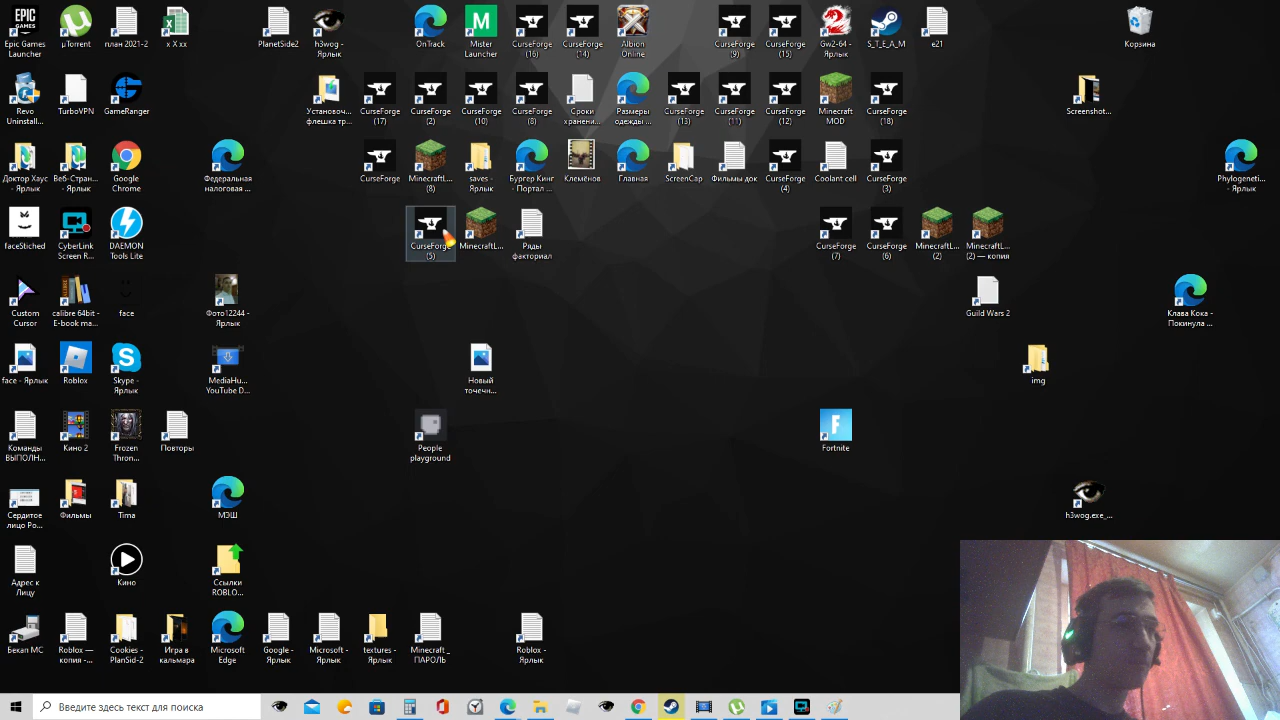 EPIC
GAMES
Epic Games
Launcher
µTorrent
план 2021-2
x X xx
PlanetSide2
h3wog -
Ярлык
OnTrack
M
Mister
Launcher
CurseForge
(16)
CurseForge
(14)
Albion
Online
CurseForge
(9)
CurseForge
(15)
Gw2-64 -
Ярлык
S_T_E_A_M
e21
Корзина
Revo
Uninstall...
TurboVPN
GameRanger
Установоч...
флешка тр...
CurseForge
(17)
CurseForge
(2)
CurseForge
(10)
CurseForge
(8)
Сроки
хранени...
Размеры
одежды ...
CurseForge
(13)
CurseForge
(11)
CurseForge
(12)
Minecraft
MOD
CurseForge
(18)
Screenshot...
Доктор Хаус
- Ярлык
Веб-Стран...
- Ярлык
Google
Chrome
Федеральная
налоговая ...
CurseForge
MinecraftL...
(8)
saves -
Ярлык
Бургер Кинг
- Портал ...
Клемёнов
Главная
ScreenCap
Фильмы док
CurseForge
(4)
Coolant cell
CurseForge
(3)
Phylogeneti...
- Ярлык
faceStiched
CyberLink
Screen R...
DAEMON
Tools Lite
CurseForge
(5)
MinecraftL...
Ряды
факториал
CurseForge
(7)
CurseForge
(6)
MinecraftL...
(2)
MinecraftL...
(2) — копия
Custom
Cursor
calibre 64bit -
E-book ma...
face
Фото12244 -
Ярлык
Guild Wars 2
Клава Кока -
Покинула ...
face - Ярлык
Roblox
Skype -
Ярлык
MediaHu...
YouTube D...
Новый
точечн...
img
Команды
ВЫПОЛН...
Кино 2
Frozen
Thron...
Повторы
People
playground
F
Fortnite
Сердитое
лицо Ро...
Фильмы
Tima
МЭШ
h3wog.exe_...
Адрес к
Лицу
Кино
Ссылки
ROBLO...
Бекап МС
Roblox —
копия -...
Cookies -
PlanSid-2
Игра в
кальмара
Microsoft
Edge
Google -
Ярлык
Microsoft -
Ярлык
textures -
Ярлык
Minecraft _
ПАРОЛЬ
Roblox -
Ярлык
Введите здесь текст для поиска